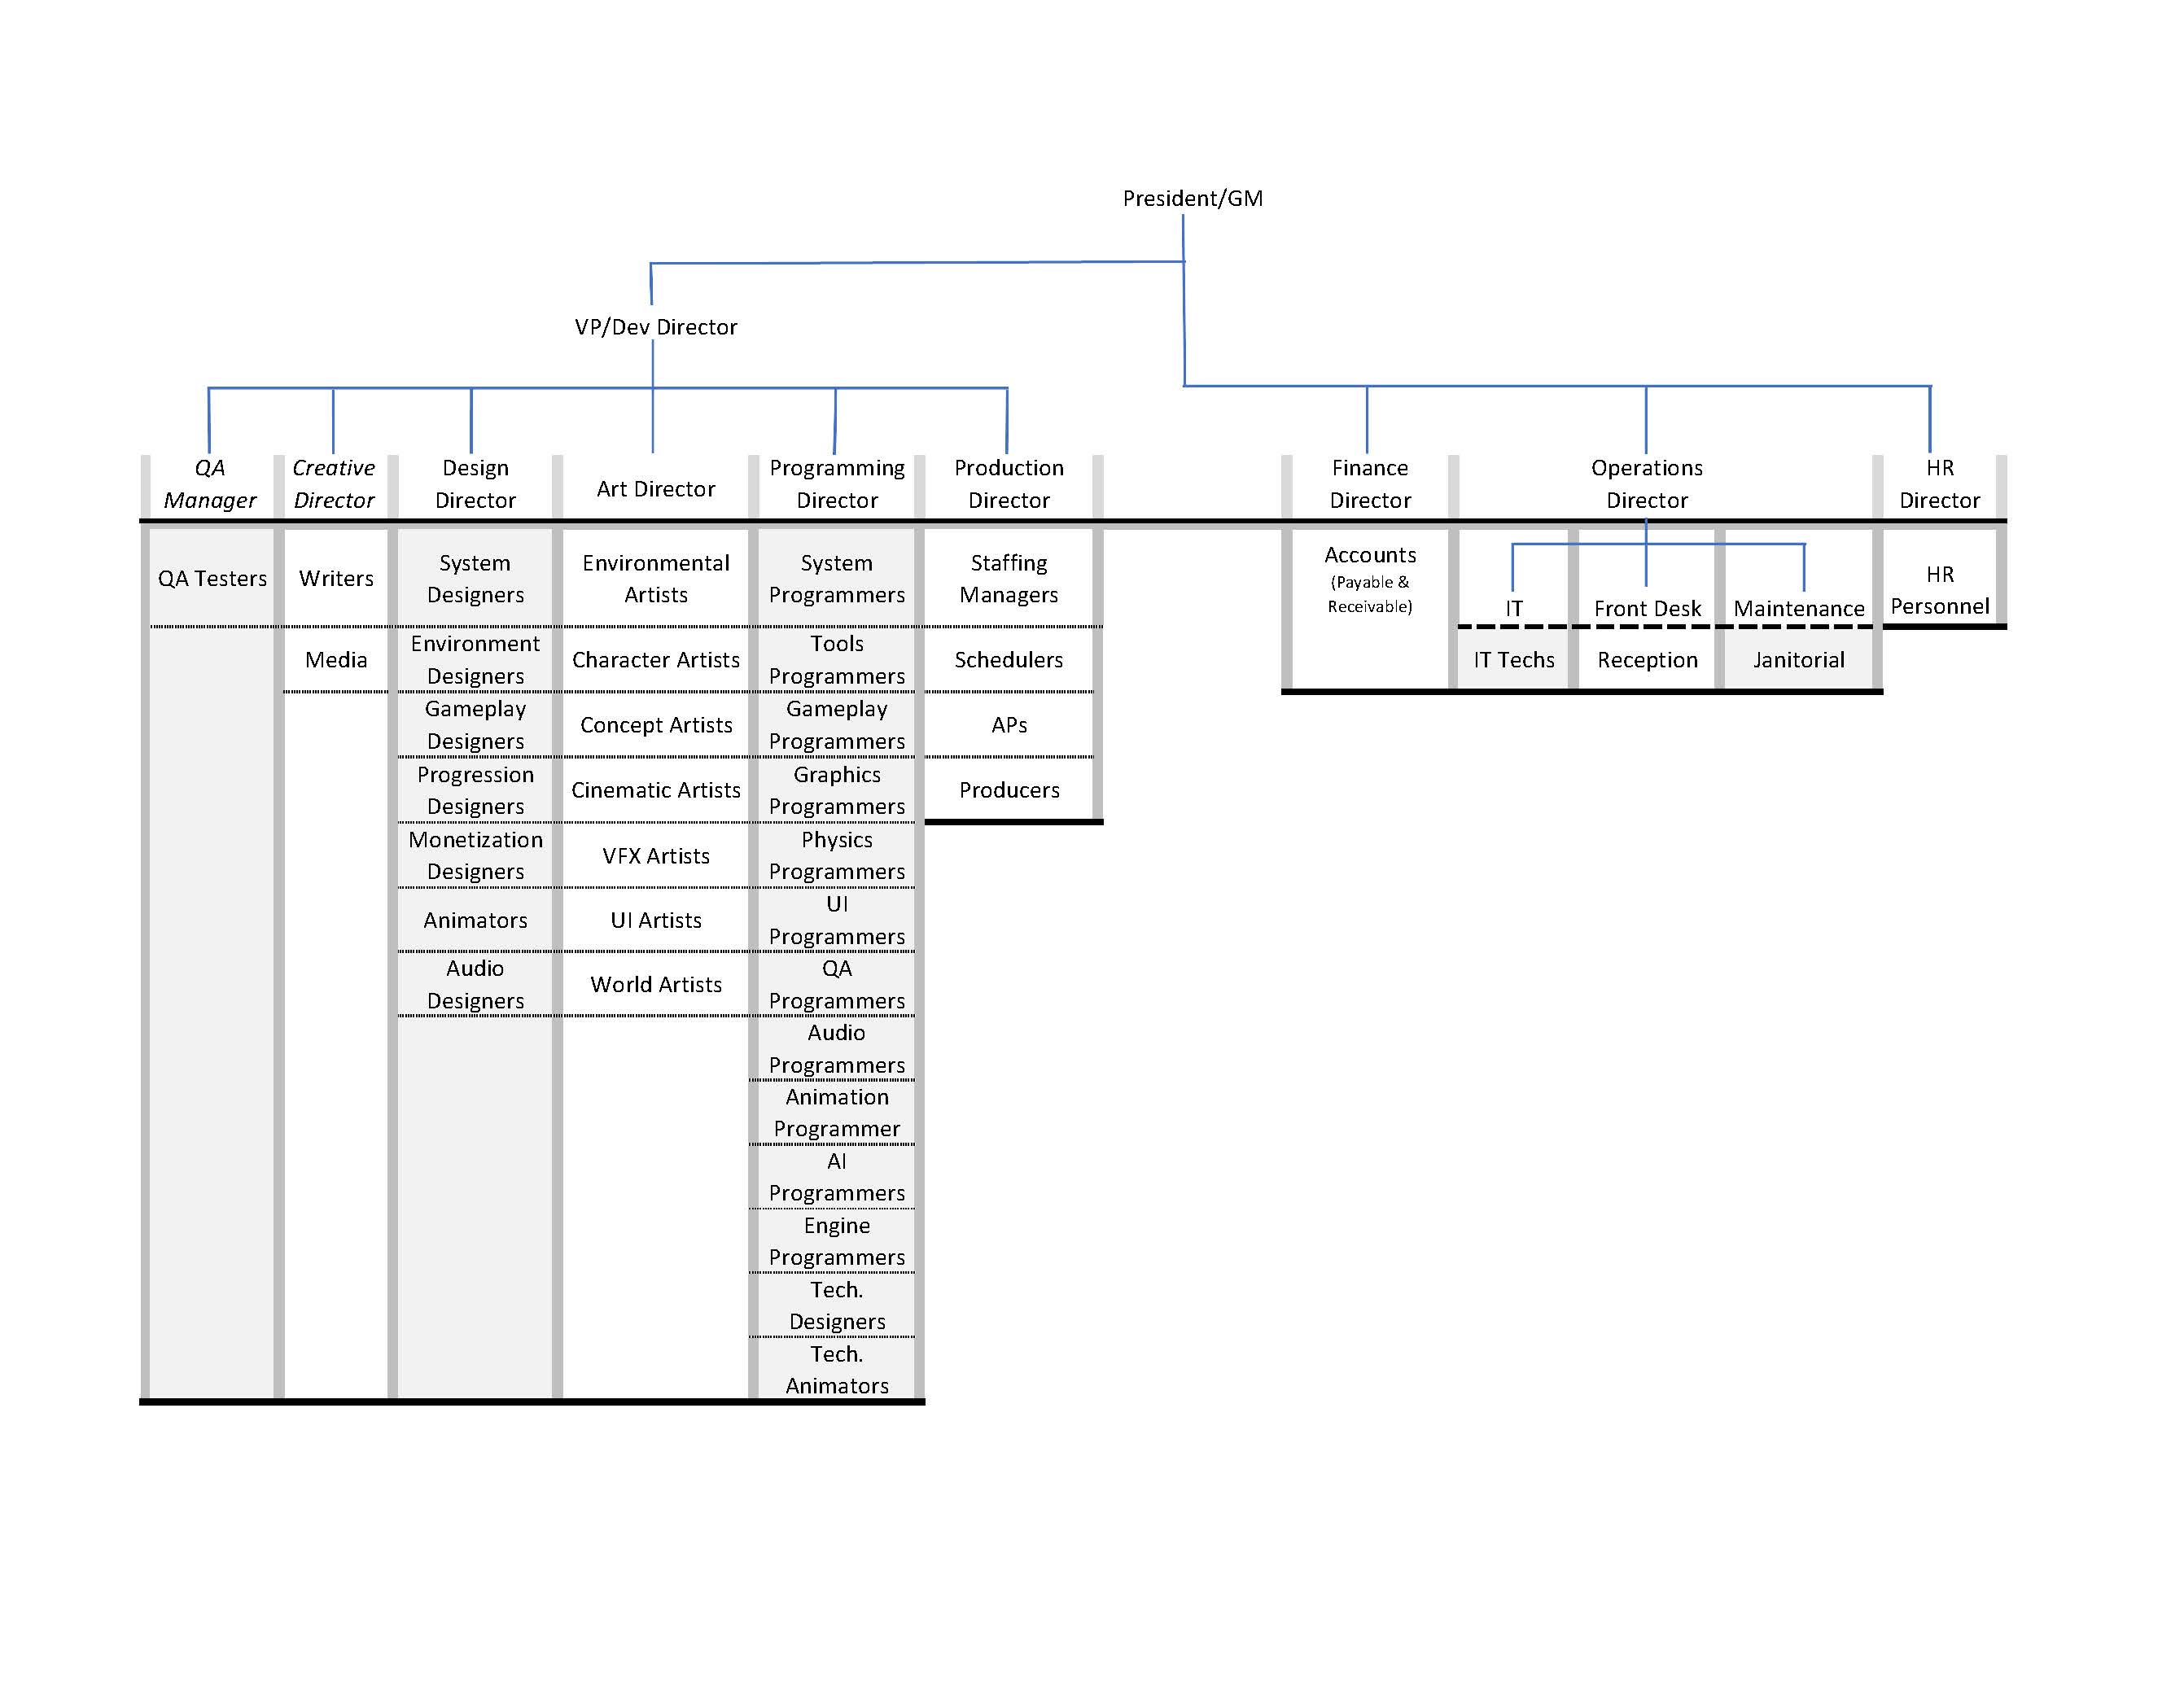 President/GM
VP/Dev Director
QA
Manager
Creative
Director
Design
Director
Art Director
Programming
Director
Production
Director
Finance
Director
Operations
Director
HR
Director
QA Testers
Writers
Media
System
Designers
Environment
Designers
Gameplay
Designers
Progression
Designers
Monetization
Designers
Animators
Audio
Designers
Environmental
Artists
Character Artists
Concept Artists
Cinematic Artists
VFX Artists
UI Artists
World Artists
System
Programmers
Tools
Programmers
Gameplay
Programmers
Graphics
Programmers
Physics
Programmers
UI
Programmers
QA
Programmers
Audio
Programmers
Animation
Programmer
AI
Programmers
Engine
Programmers
Tech.
Designers
Tech.
Animators
Staffing
Managers
Schedulers
APs
Producers
Accounts
(Payable &
Receivable)
IT
IT Techs
Front Desk
Reception
Maintenance
Janitorial
HR
Personnel